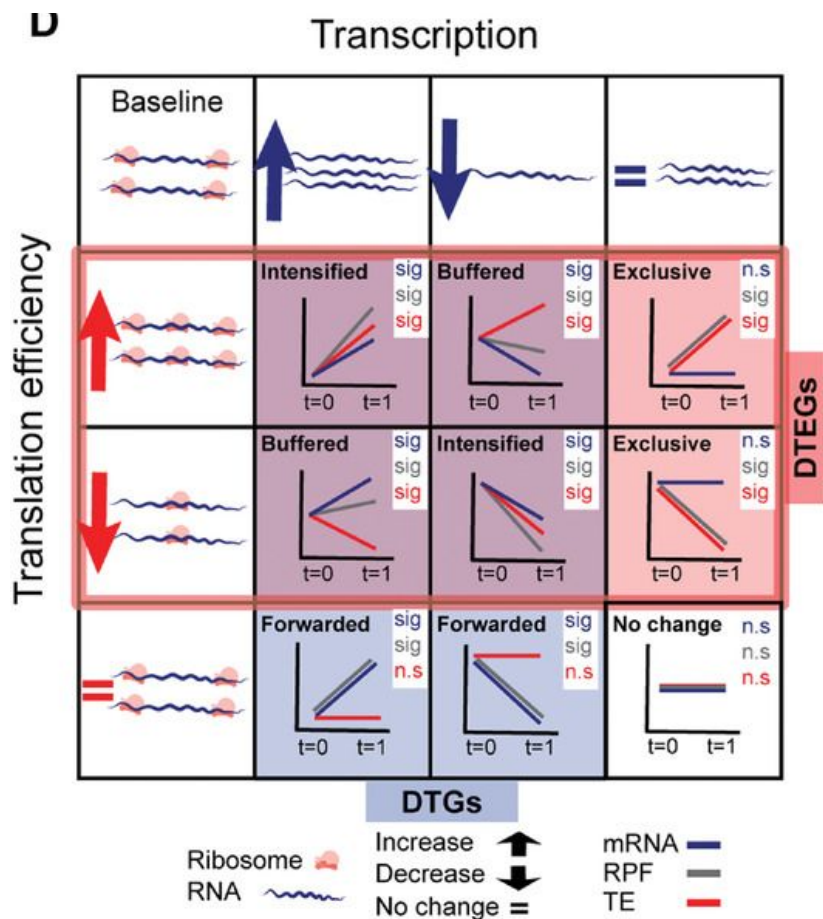 D
Transcription
Baseline
=
Translation efficiency
Intensified
sig
sig
sig
t=0 t=1
Buffered
sig
sig
sig
t=0 t=1
Exclusive
n.s
sig
sig
t=0 t=1
Buffered
sig
sig
sig
t=0 t=1
Intensified
sig
sig
sig
t=0 t=1
Exclusive
n.s
sig
sig
t=0 t=1
DTEGs
=
Forwarded
sig
sig
n.s
t=0 t=1
Forwarded
sig
sig
n.s
t=0 t=1
No change
n.s
n.s
n.s
t=0 t=1
DTGs
Ribosome
RNA
Increase
Decrease
No change =
mRNA
RPF
TE